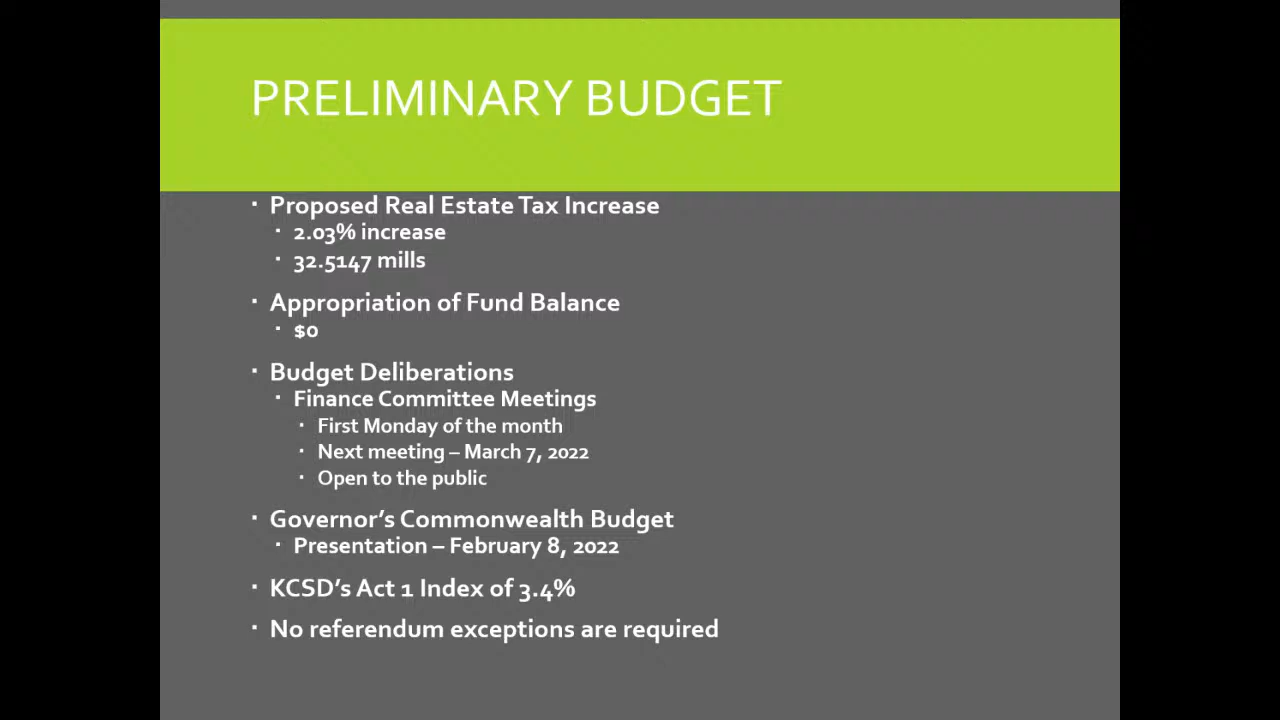 PRELIMINARY BUDGET
▪ Proposed Real Estate Tax Increase
▪ 2.03% increase
▪ 32.5147 mills
▪ Appropriation of Fund Balance
▪ $0
▪ Budget Deliberations
▪ Finance Committee Meetings
▪ First Monday of the month
▪ Next meeting – March 7, 2022
▪ Open to the public
▪ Governor’s Commonwealth Budget
▪ Presentation – February 8, 2022
▪ KCSD’s Act 1 Index of 3.4%
▪ No referendum exceptions are required